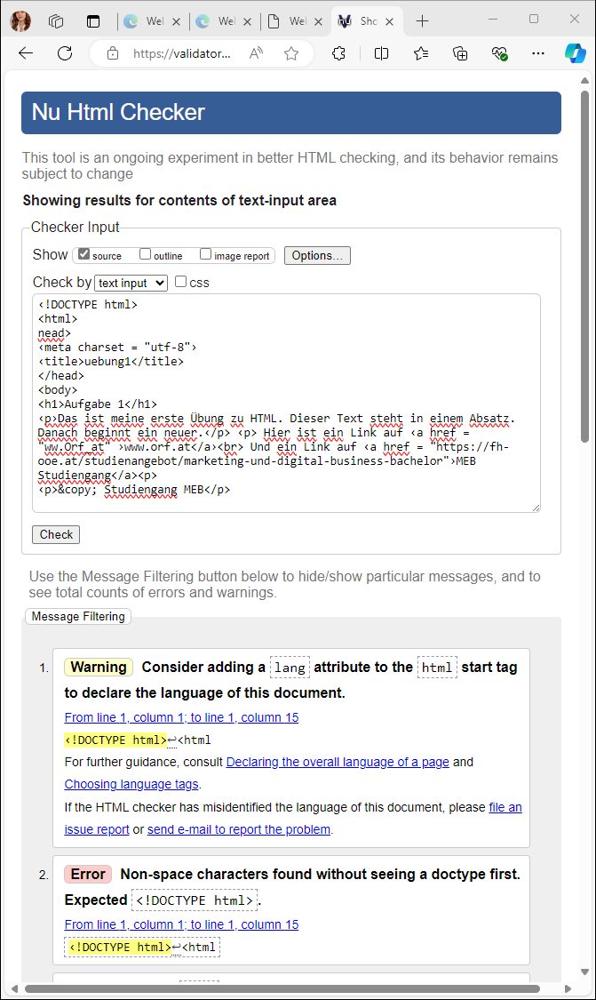 Wel
Wel
Wel
nu
Sho
https://validator...
Nu Html Checker
This tool is an ongoing experiment in better HTML checking, and its behavior remains
subject to change
Showing results for contents of text-input area
Checker Input
Show source outline image report Options...
Check by text input css
‹!DOCTYPE html>
‹html>
nead>
‹meta charset = "utf-8"›
‹title>uebung1</title>
</head>
<body>
<h1>Aufgabe 1</h1>
‹p>Das ist meine erste Übung zu HTML. Dieser Text steht in einem Absatz.
Danach beginnt ein neuer.‹/p> ‹p> Hier ist ein Link auf ‹a href =
"ww.Orf_at" ›www.orf.at</a><br> Und ein Link auf ‹a href = "https://fh-
ooe.at/studienangebot/marketing-und-digital-business-bachelor"›MEB
Studiengang</a><p>
<p>&copy; Studiengang MEB</p>
Check
Use the Message Filtering button below to hide/show particular messages, and to
see total counts of errors and warnings.
Message Filtering
1. Warning Consider adding a lang attribute to the html start tag
to declare the language of this document.
From line 1, column 1; to line 1, column 15
‹!DOCTYPE html>↩<html
For further guidance, consult Declaring the overall language of a page and
Choosing language tags.
If the HTML checker has misidentified the language of this document, please file an
issue report or send e-mail to report the problem.
2. Error Non-space characters found without seeing a doctype first.
Expected <!DOCTYPE html>.
From line 1, column 1; to line 1, column 15
‹!DOCTYPE html>↩<html